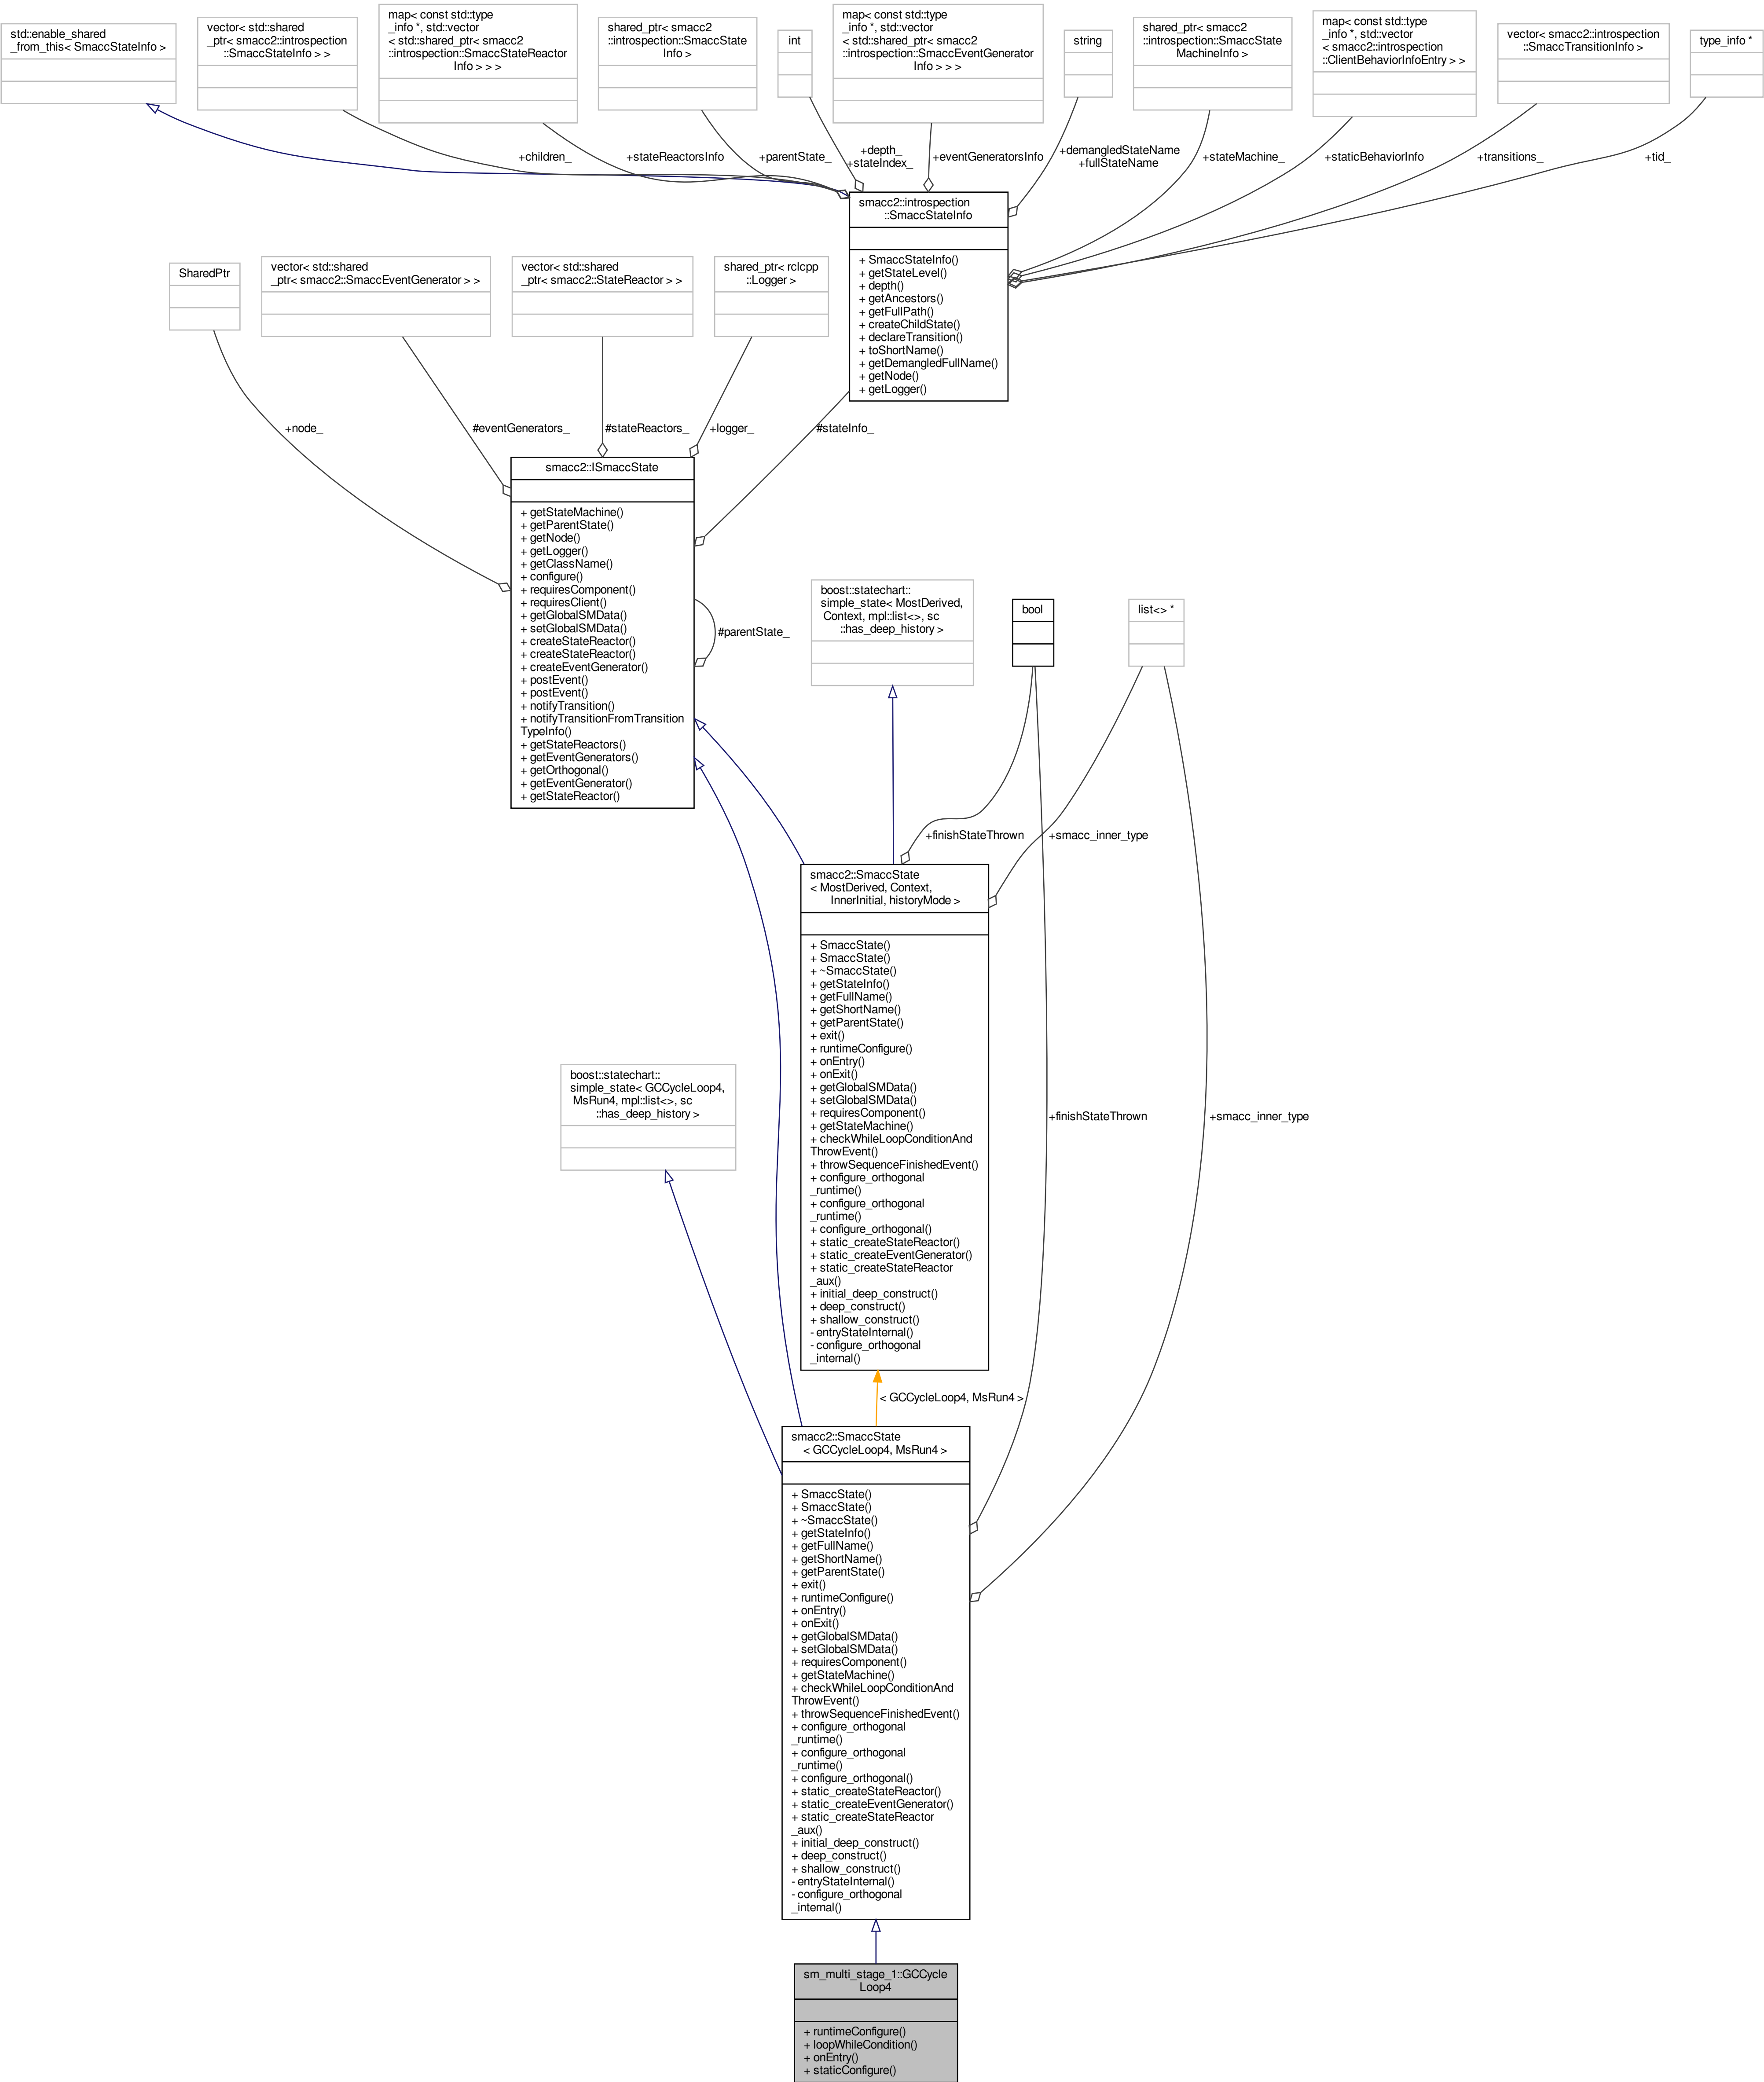 std::enable_shared
_from_this< SmaccStateInfo >
vector< std::shared
_ptr< smacc2::introspection
::SmaccStateInfo > >
map< const std::type
_info *, std::vector
< std::shared_ptr< smacc2
::introspection::SmaccStateReactor
Info > > >
shared_ptr< smacc2
::introspection::SmaccState
Info >
int
map< const std::type
_info *, std::vector
< std::shared_ptr< smacc2
::introspection::SmaccEventGenerator
Info > > >
string
shared_ptr< smacc2
::introspection::SmaccState
MachineInfo >
map< const std::type
_info *, std::vector
< smacc2::introspection
::ClientBehaviorInfoEntry > >
vector< smacc2::introspection
::SmaccTransitionInfo >
type_info *
+children_
+stateReactorsInfo
+parentState_
+depth_
+stateIndex_
+eventGeneratorsInfo
+demangledStateName
+fullStateName
+stateMachine_
+staticBehaviorInfo
+transitions_
+tid_
smacc2::introspection
::SmaccStateInfo
+ SmaccStateInfo()
+ getStateLevel()
+ depth()
+ getAncestors()
+ getFullPath()
+ createChildState()
+ declareTransition()
+ toShortName()
+ getDemangledFullName()
+ getNode()
+ getLogger()
SharedPtr
vector< std::shared
_ptr< smacc2::SmaccEventGenerator > >
vector< std::shared
_ptr< smacc2::StateReactor > >
shared_ptr< rclcpp
::Logger >
+node_
#eventGenerators_
#stateReactors_
+logger_
#stateInfo_
smacc2::ISmaccState
+ getStateMachine()
+ getParentState()
+ getNode()
+ getLogger()
+ getClassName()
+ configure()
+ requiresComponent()
+ requiresClient()
+ getGlobalSMData()
+ setGlobalSMData()
+ createStateReactor()
+ createStateReactor()
+ createEventGenerator()
+ postEvent()
+ postEvent()
+ notifyTransition()
+ notifyTransitionFromTransition
TypeInfo()
+ getStateReactors()
+ getEventGenerators()
+ getOrthogonal()
+ getEventGenerator()
+ getStateReactor()
#parentState_
boost::statechart::
simple_state< MostDerived,
Context, mpl::list<>, sc
::has_deep_history >
bool
list<> *
+finishStateThrown
+smacc_inner_type
smacc2::SmaccState
< MostDerived, Context,
InnerInitial, historyMode >
+ SmaccState()
+ SmaccState()
+ ~SmaccState()
+ getStateInfo()
+ getFullName()
+ getShortName()
+ getParentState()
+ exit()
+ runtimeConfigure()
+ onEntry()
+ onExit()
+ getGlobalSMData()
+ setGlobalSMData()
+ requiresComponent()
+ getStateMachine()
+ checkWhileLoopConditionAnd
ThrowEvent()
+ throwSequenceFinishedEvent()
+ configure_orthogonal
_runtime()
+ configure_orthogonal
_runtime()
+ configure_orthogonal()
+ static_createStateReactor()
+ static_createEventGenerator()
+ static_createStateReactor
_aux()
+ initial_deep_construct()
+ deep_construct()
+ shallow_construct()
- entryStateInternal()
- configure_orthogonal
_internal()
boost::statechart::
simple_state< GCCycleLoop4,
MsRun4, mpl::list<>, sc
::has_deep_history >
+finishStateThrown
+smacc_inner_type
< GCCycleLoop4, MsRun4 >
smacc2::SmaccState
< GCCycleLoop4, MsRun4 >
+ SmaccState()
+ SmaccState()
+ ~SmaccState()
+ getStateInfo()
+ getFullName()
+ getShortName()
+ getParentState()
+ exit()
+ runtimeConfigure()
+ onEntry()
+ onExit()
+ getGlobalSMData()
+ setGlobalSMData()
+ requiresComponent()
+ getStateMachine()
+ checkWhileLoopConditionAnd
ThrowEvent()
+ throwSequenceFinishedEvent()
+ configure_orthogonal
_runtime()
+ configure_orthogonal
_runtime()
+ configure_orthogonal()
+ static_createStateReactor()
+ static_createEventGenerator()
+ static_createStateReactor
_aux()
+ initial_deep_construct()
+ deep_construct()
+ shallow_construct()
- entryStateInternal()
- configure_orthogonal
_internal()
sm_multi_stage_1::GCCycle
Loop4
+ runtimeConfigure()
+ loopWhileCondition()
+ onEntry()
+ staticConfigure()